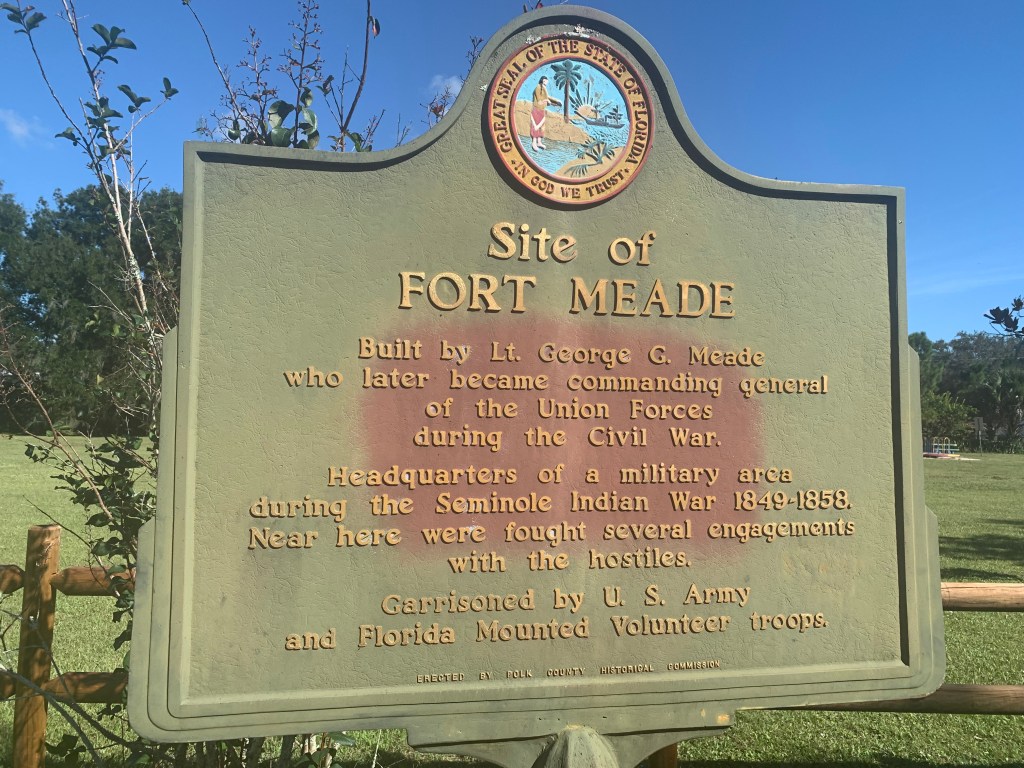 GREAT SEAL OF THE STATE OF FLORIDA
IN GOD WE TRUST
Site of
FORT MEADE
Built by Lt. George G. Meade
who later became commanding general
of the Union Forces
during the Civil War.
Headquarters of a military area
during the Seminole Indian War 1849-1858.
Near here were fought several engagements
with the hostiles.
Garrisoned by U. S. Army
and Florida Mounted Volunteer troops.
ERECTED BY POLK COUNTY HISTORICAL COMMISSION